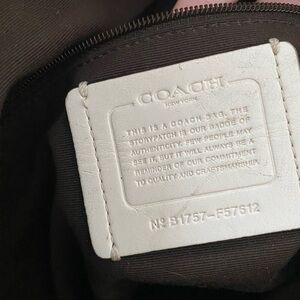 COACH
NEW YORK
THIS IS A COACH BAG. THE
STORYPATCH IS OUR BADGE OF
AUTHENTICITY. FEW PEOPLE MAY
SEE IT, BUT IT WILL ALWAYS BE A
REMINDER OF OUR COMMITMENT
TO QUALITY AND CRAFTSMANSHIP.
Nº B1767-F57612